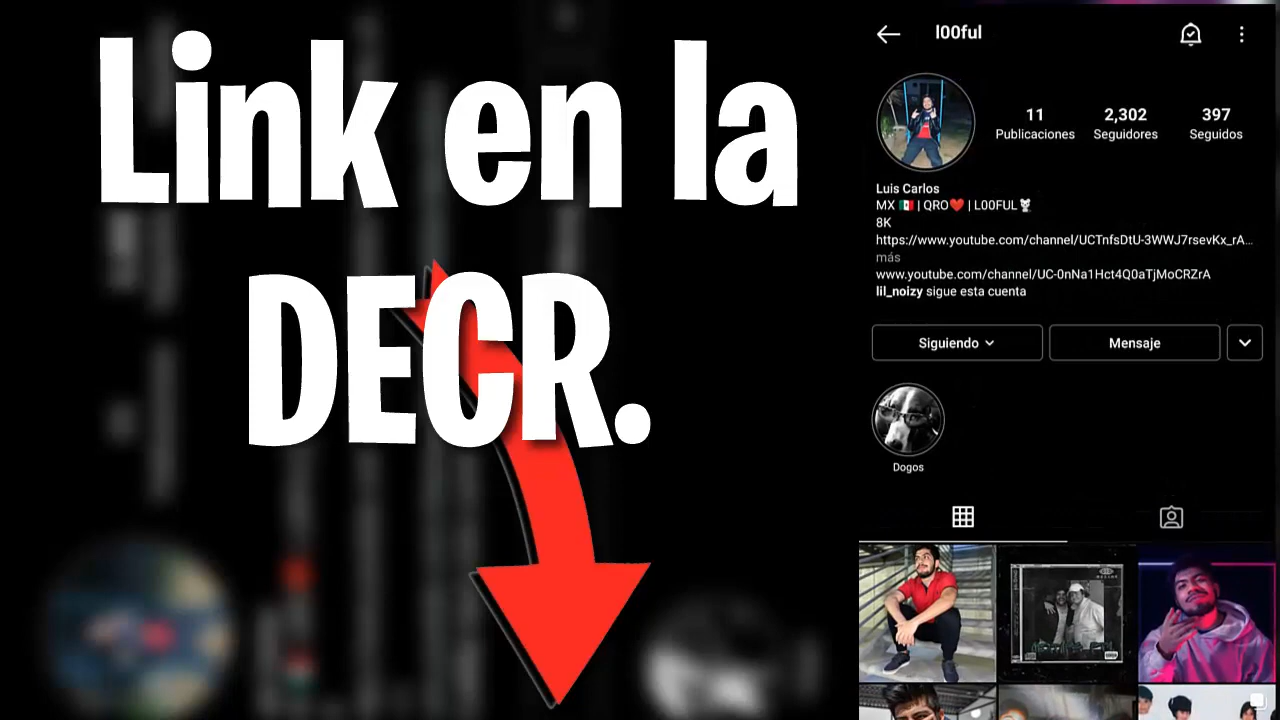 Link en la
DECR.
l00ful
11
Publicaciones
2,302
Seguidores
397
Seguidos
Luis Carlos
MX 🇲🇽 | QRO❤️ | L00FUL🐭
8K
https://www.youtube.com/channel/UCTnfsDtU-3WWJ7rsevKx_rA...
más
www.youtube.com/channel/UC-0nNa1Hct4Q0aTjMoCRZrA
lil_noizy sigue esta cuenta
Siguiendo
Mensaje
Dogos